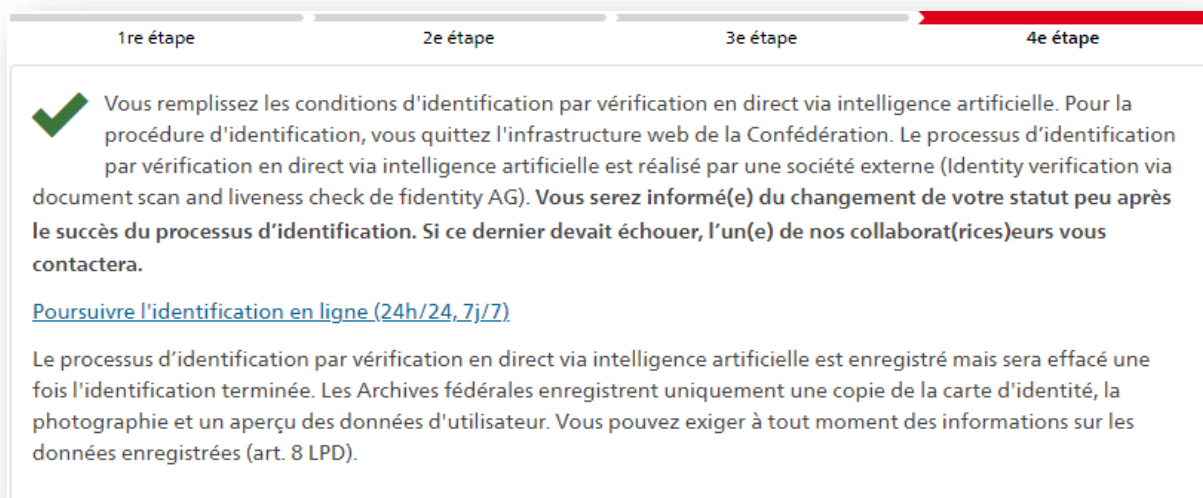 1re étape
2e étape
3e étape
4e étape
Vous remplissez les conditions d'identification par vérification en direct via intelligence artificielle. Pour la
procédure d'identification, vous quittez l'infrastructure web de la Confédération. Le processus d’identification
par vérification en direct via intelligence artificielle est réalisé par une société externe (Identity verification via
document scan and liveness check de fidentity AG). Vous serez informé(e) du changement de votre statut peu après
le succès du processus d’identification. Si ce dernier devait échouer, l’un(e) de nos collaborat(rices)eurs vous
contactera.
Poursuivre l'identification en ligne (24h/24, 7j/7)
Le processus d’identification par vérification en direct via intelligence artificielle est enregistré mais sera effacé une
fois l'identification terminée. Les Archives fédérales enregistrent uniquement une copie de la carte d'identité, la
photographie et un aperçu des données d'utilisateur. Vous pouvez exiger à tout moment des informations sur les
données enregistrées (art. 8 LPD).